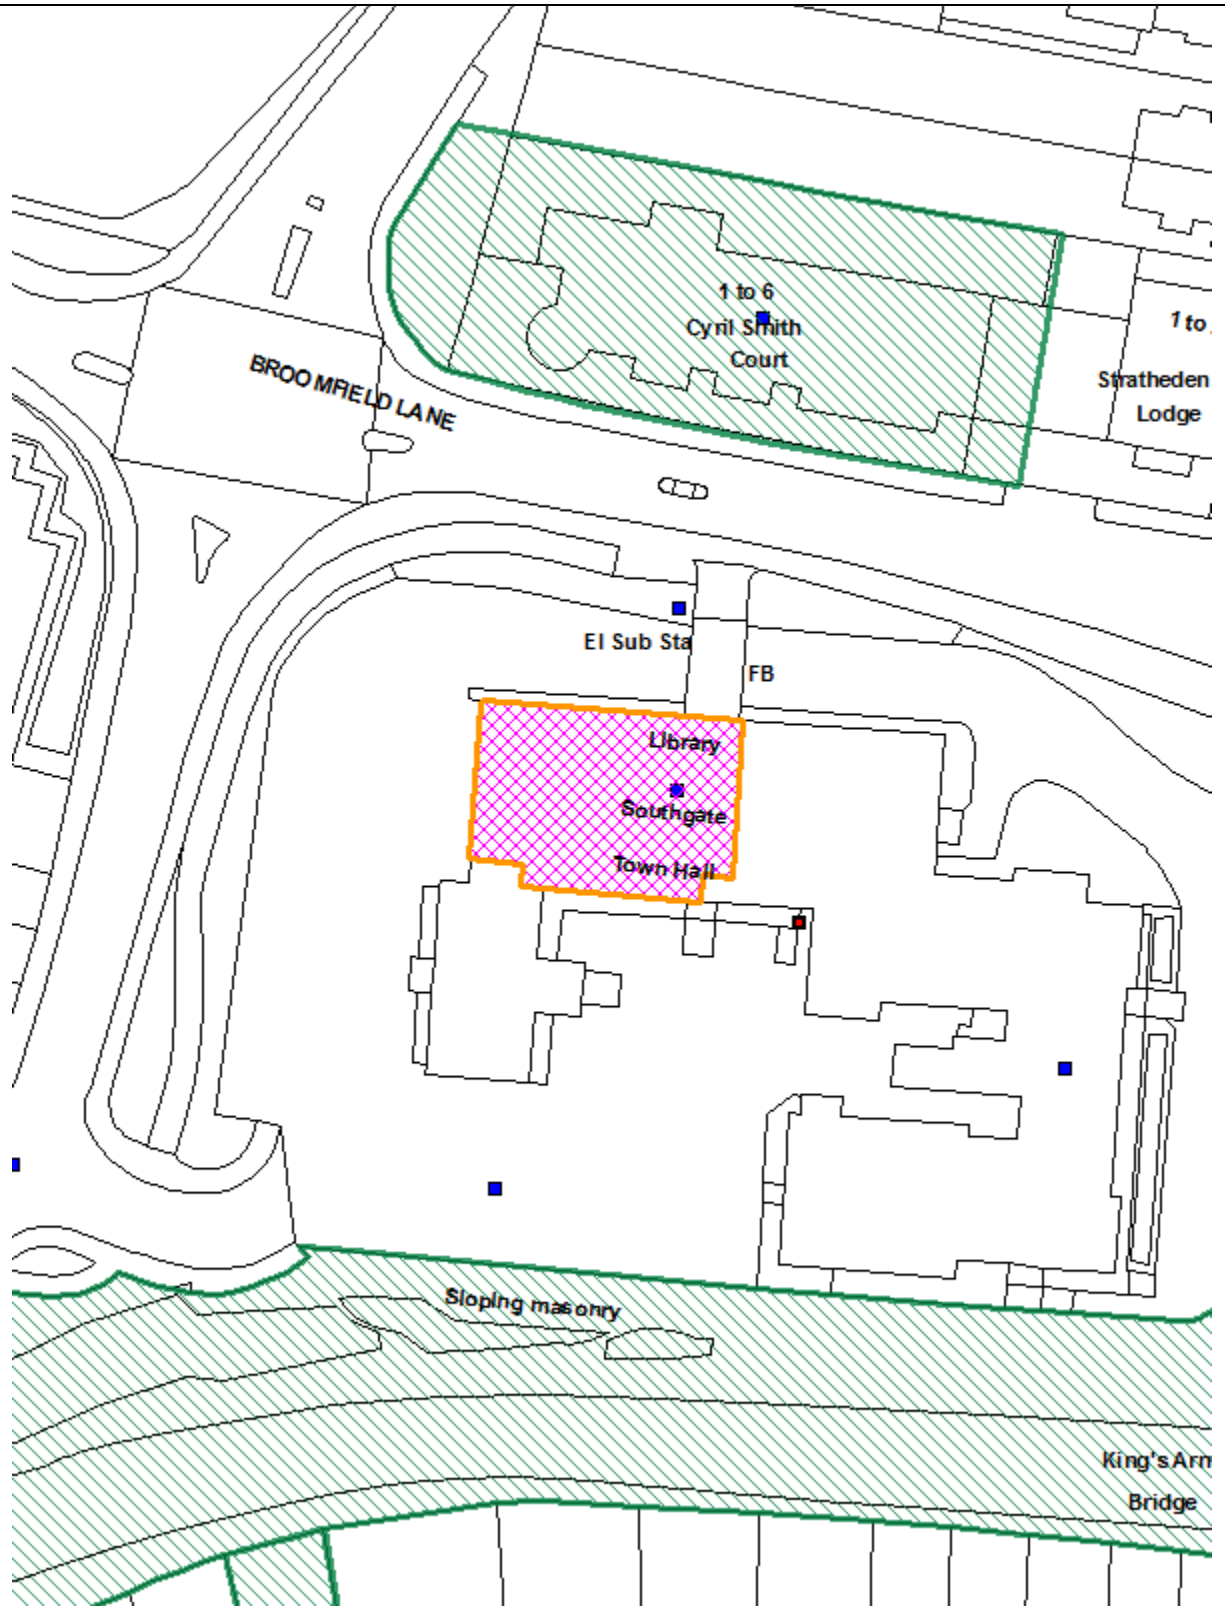 1 to 6
Cyril Smith
Court
1 to
Stratheden
Lodge
BROOMFIELD LANE
El Sub Sta
FB
Library
Southgate
Town Hall
Sloping masonry
King's Arm
Bridge